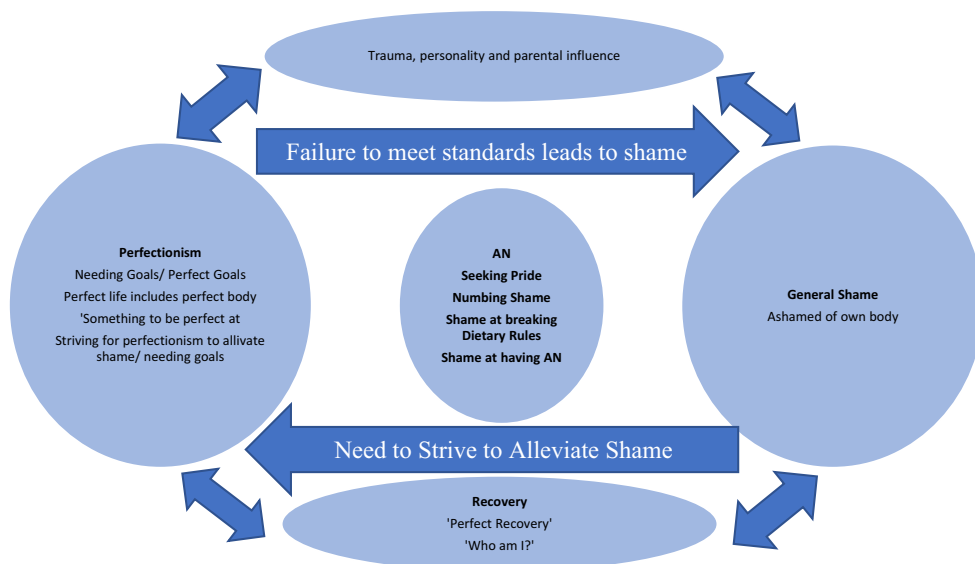 Trauma, personality and parental influence
Failure to meet standards leads to shame
Perfectionism
Needing Goals/ Perfect Goals
Perfect life includes perfect body
'Something to be perfect at
Striving for perfectionism to allivate
shame/ needing goals
AN
Seeking Pride
Numbing Shame
Shame at breaking
Dietary Rules
Shame at having AN
General Shame
Ashamed of own body
Need to Strive to Alleviate Shame
Recovery
'Perfect Recovery'
'Who am I?'